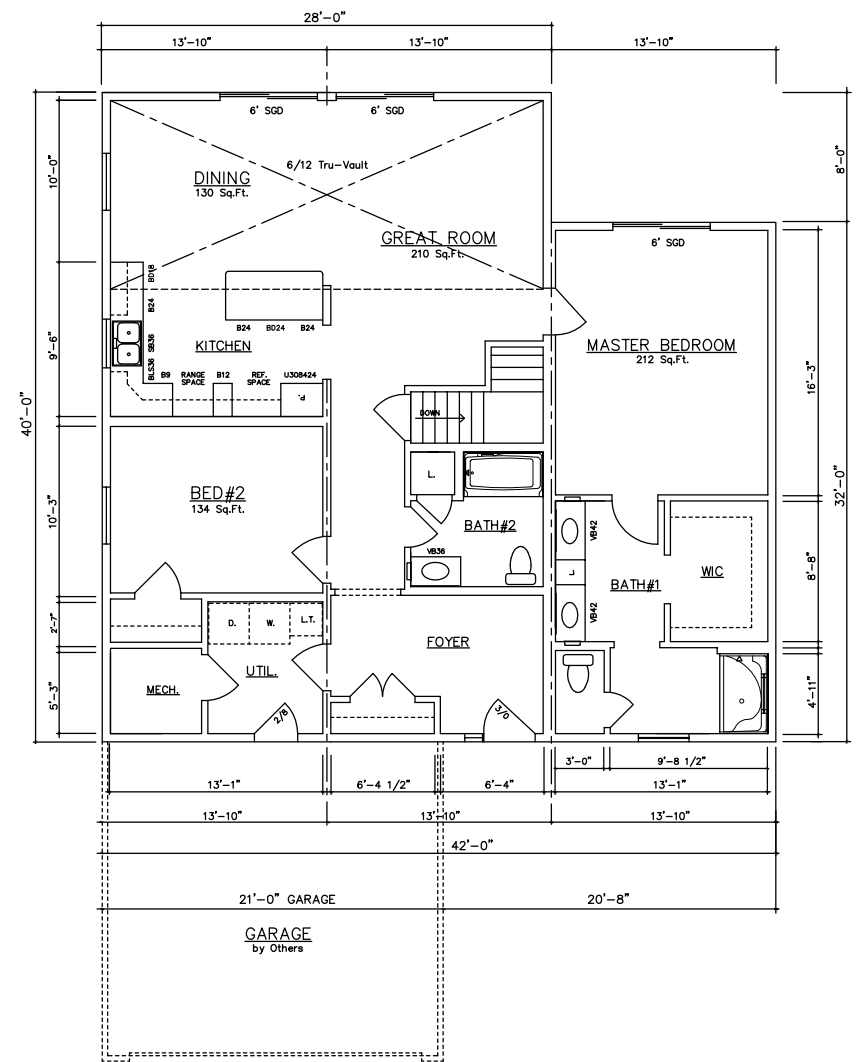 28'-0"
13'-10"
13'-10"
13'-10"
6' SGD
6' SGD
6/12 Tru-Vault
DINING
130 Sq.Ft.
GREAT ROOM
210 Sq.Ft.
10'-0"
8'-0"
6' SGD
BD18
B24
B24 BD24 B24
KITCHEN
SB36
BLS36
B9
RANGE
SPACE
B12
REF.
SPACE
U308424
P.
9'-6"
40'-0"
MASTER BEDROOM
212 Sq.Ft.
16'-3"
32'-0"
DOWN
BED#2
134 Sq.Ft.
10'-3"
L.
BATH#2
VB36
VB42
L.
VB42
BATH#1
WIC
8'-8"
2'-7"
D.
W.
L.T.
FOYER
MECH.
UTIL.
5'-3"
4'-11"
2/8
3/0
3'-0"
9'-8 1/2"
13'-1"
6'-4 1/2"
6'-4"
13'-1"
13'-10"
13'-10"
13'-10"
42'-0"
21'-0" GARAGE
20'-8"
GARAGE
by Others